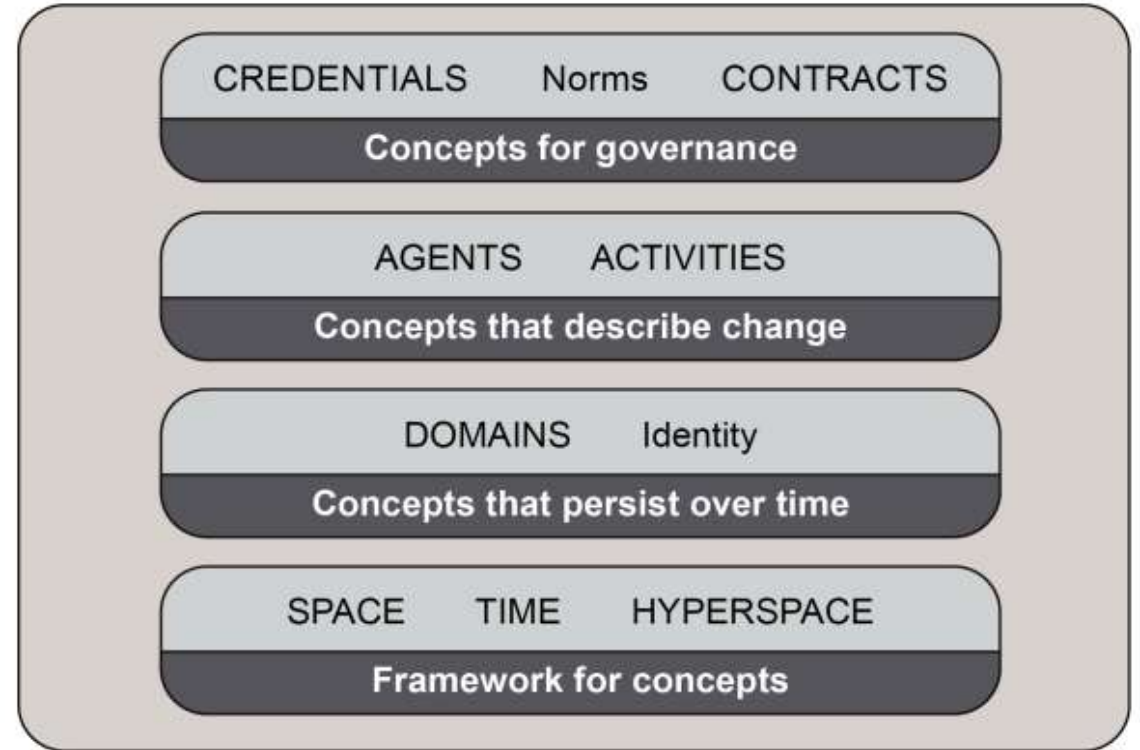 CREDENTIALS Norms CONTRACTS
Concepts for governance
AGENTS ACTIVITIES
Concepts that describe change
DOMAINS Identity
Concepts that persist over time
SPACE TIME HYPERSPACE
Framework for concepts